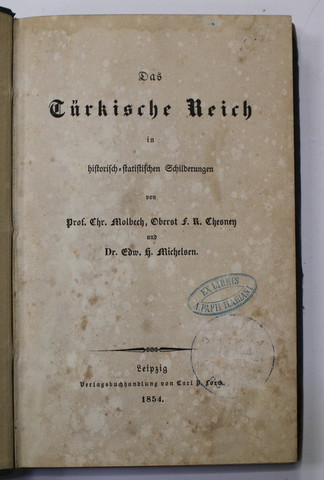 Das
Türkische Reich
in
historisch-statistischen Schilderungen
von
Prof. Chr. Molbech, Oberst F. R. Chesney
und
Dr. Edw. H. Michelsen.
EX LIBRIS
Leipzig
Verlagsbuchhandlung von Carl B. Lorck.
1854.